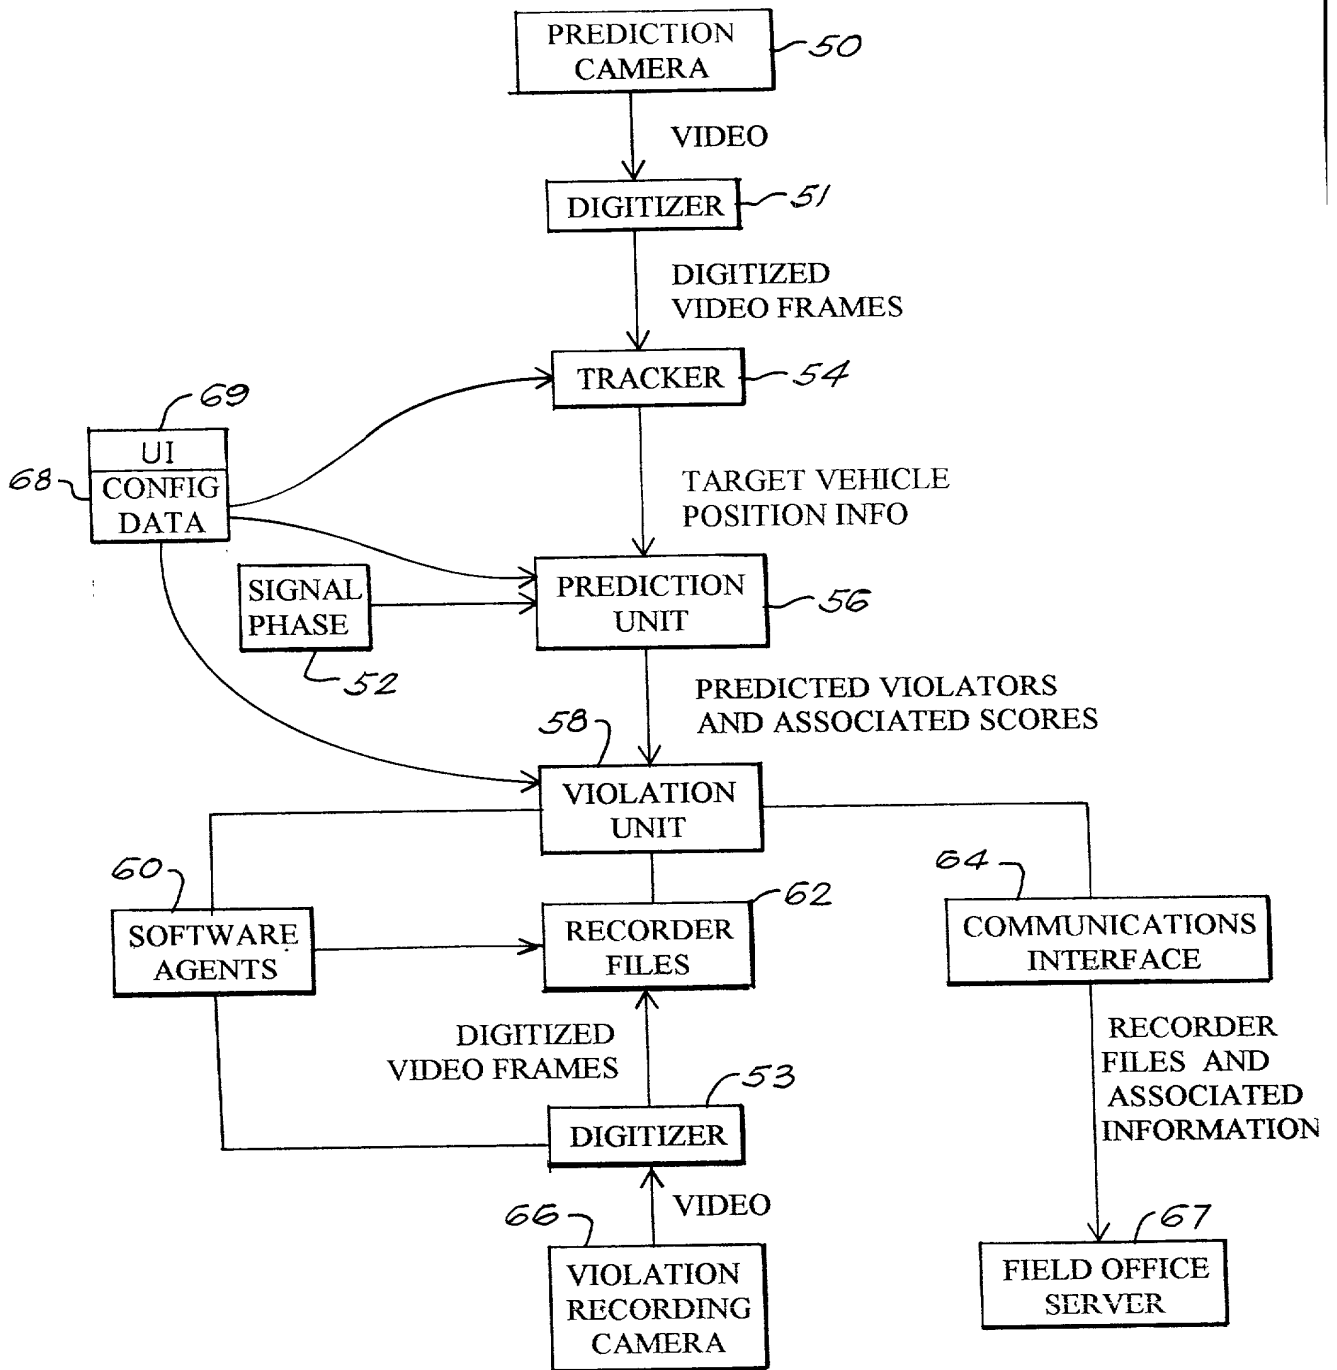 PREDICTION
CAMERA
50
VIDEO
DIGITIZER
51
DIGITIZED
VIDEO FRAMES
TRACKER
54
69
UI
68
CONFIG
DATA
TARGET VEHICLE
POSITION INFO
SIGNAL
PHASE
52
PREDICTION
UNIT
56
PREDICTED VIOLATORS
AND ASSOCIATED SCORES
58
VIOLATION
UNIT
60
SOFTWARE
AGENTS
62
RECORDER
FILES
64
COMMUNICATIONS
INTERFACE
DIGITIZED
VIDEO FRAMES
RECORDER
FILES AND
ASSOCIATED
INFORMATION
53
DIGITIZER
VIDEO
66
VIOLATION
RECORDING
CAMERA
67
FIELD OFFICE
SERVER